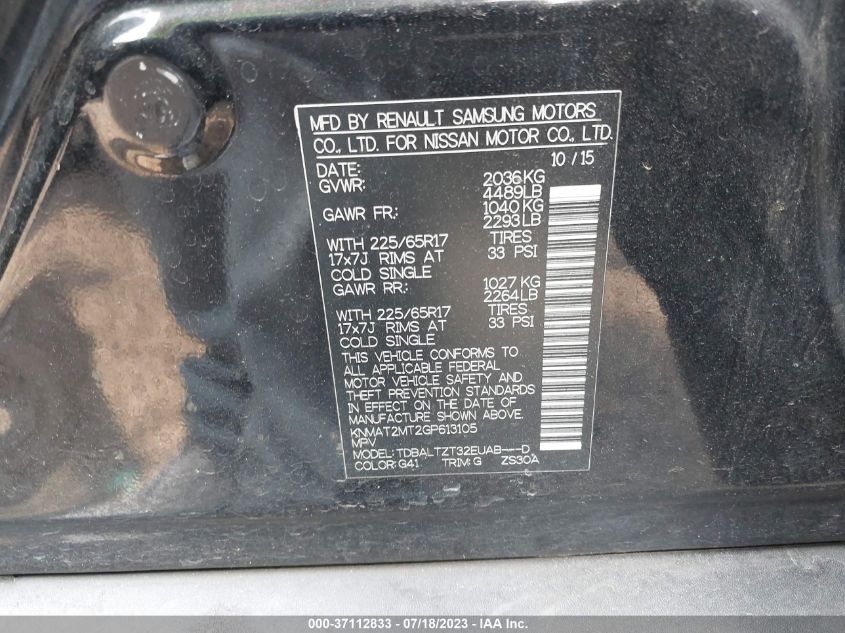 MFD BY RENAULT SAMSUNG MOTORS
CO., LTD. FOR NISSAN MOTOR CO., LTD.
DATE: 10 / 15
GVWR: 2036KG
4489LB
GAWR FR: 1040KG
2293LB
WITH 225/65R17 TIRES
17x7J RIMS AT 33 PSI
COLD SINGLE
GAWR RR: 1027KG
2264LB
WITH 225/65R17 TIRES
17x7J RIMS AT 33 PSI
COLD SINGLE
THIS VEHICLE CONFORMS TO
ALL APPLICABLE FEDERAL
MOTOR VEHICLE SAFETY AND
THEFT PREVENTION STANDARDS
IN EFFECT ON THE DATE OF
MANUFACTURE SHOWN ABOVE.
KNMAT2MT2GP613105
MPV
MODEL: TDBALTZT32EUAB---D
COLOR: G41 TRIM: G ZS30A
000-37112833 - 07/18/2023 - IAA Inc.